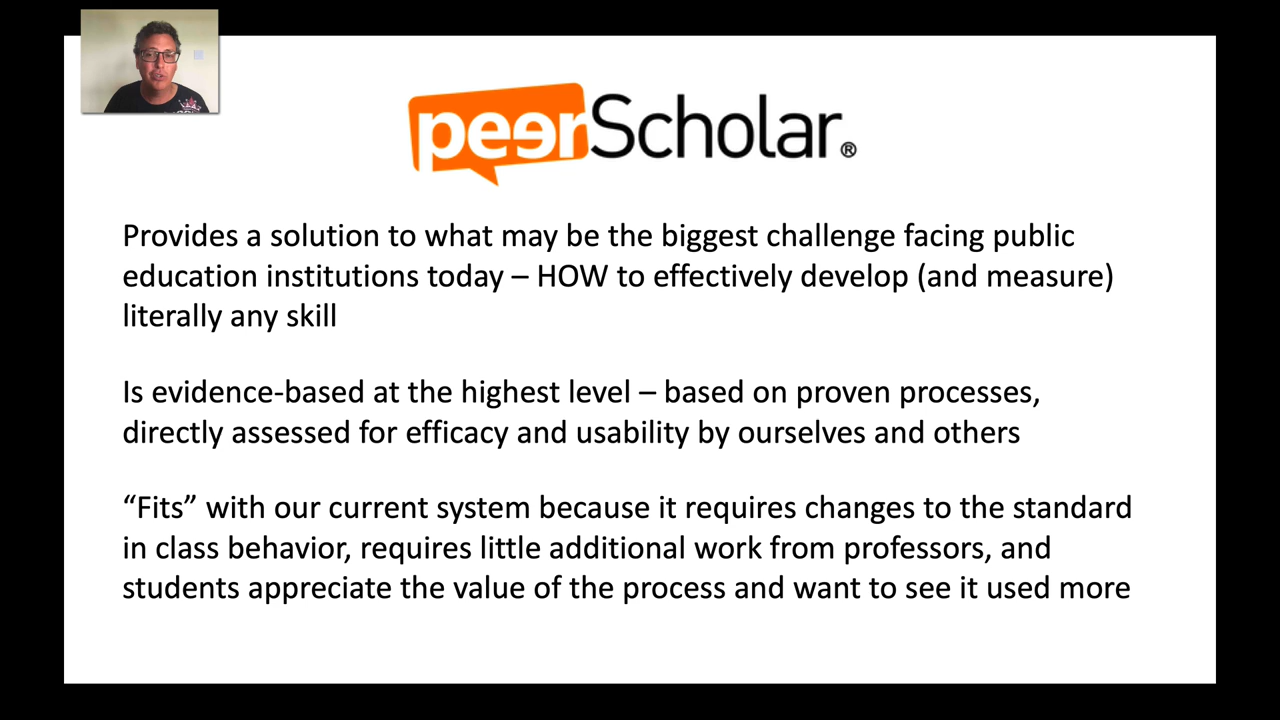 peerScholar®
Provides a solution to what may be the biggest challenge facing public
education institutions today – HOW to effectively develop (and measure)
literally any skill
Is evidence-based at the highest level – based on proven processes,
directly assessed for efficacy and usability by ourselves and others
“Fits” with our current system because it requires changes to the standard
in class behavior, requires little additional work from professors, and
students appreciate the value of the process and want to see it used more